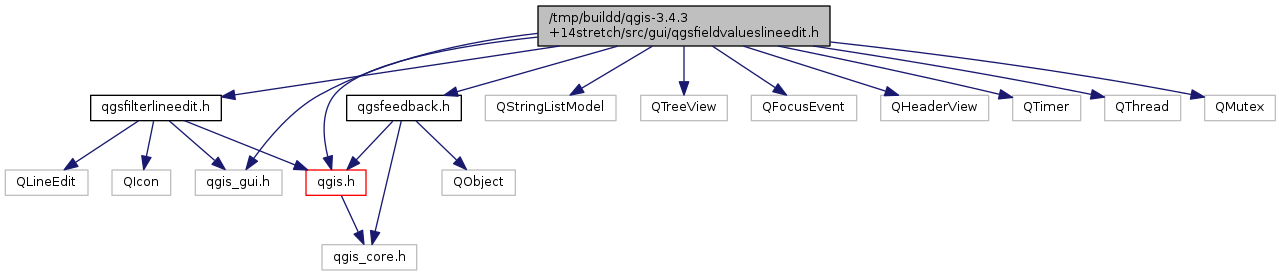 /tmp/buildd/qgis-3.4.3
+14stretch/src/gui/qgsfieldvalueslineedit.h
qgsfilterlineedit.h
qgsfeedback.h
QStringListModel
QTreeView
QFocusEvent
QHeaderView
QTimer
QThread
QMutex
QLineEdit
QIcon
qgis_gui.h
qgis.h
QObject
qgis_core.h